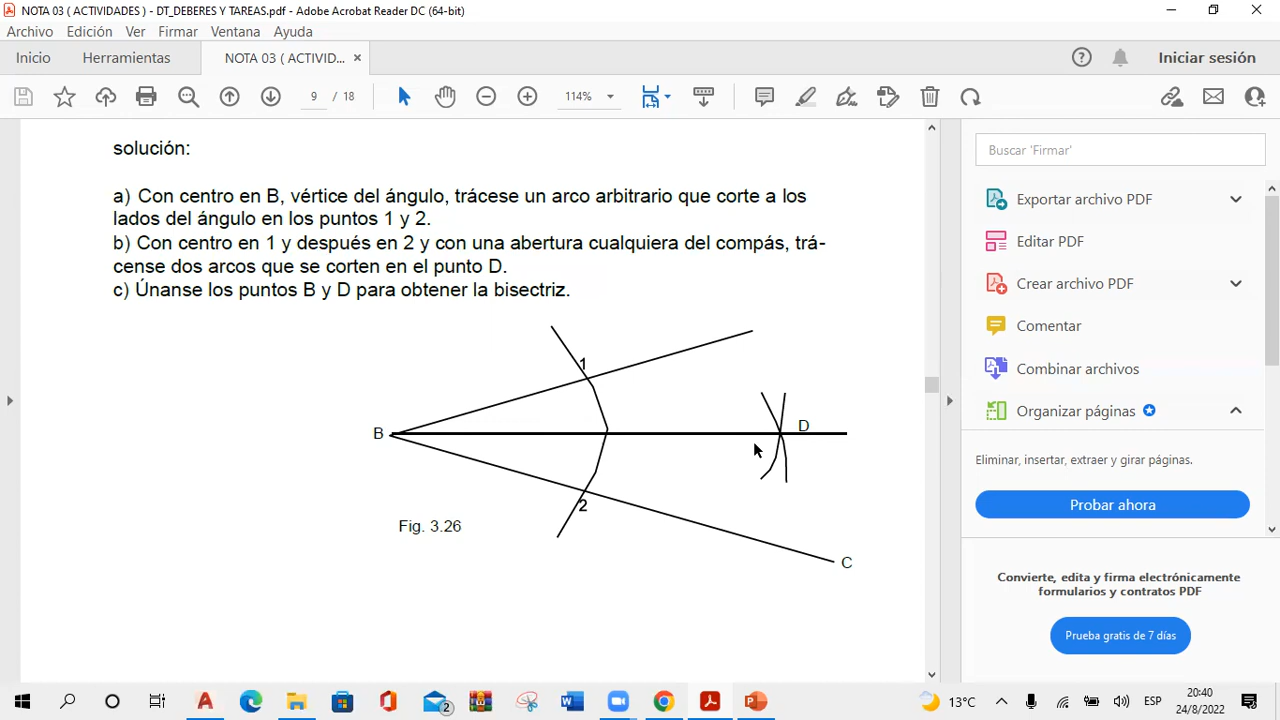 NOTA 03 ( ACTIVIDADES ) - DT_DEBERES Y TAREAS.pdf - Adobe Acrobat Reader DC (64-bit)
Archivo Edición Ver Firmar Ventana Ayuda
Inicio Herramientas NOTA 03 ( ACTIVID... × Iniciar sesión
9 / 18 114%
solución:
a) Con centro en B, vértice del ángulo, trácese un arco arbitrario que corte a los
lados del ángulo en los puntos 1 y 2.
b) Con centro en 1 y después en 2 y con una abertura cualquiera del compás, trá-
cense dos arcos que se corten en el punto D.
c) Únanse los puntos B y D para obtener la bisectriz.
1
B
D
2
Fig. 3.26
C
Buscar 'Firmar'
Exportar archivo PDF
Editar PDF
Crear archivo PDF
Comentar
Combinar archivos
Organizar páginas
Eliminar, insertar, extraer y girar páginas.
Probar ahora
Convierte, edita y firma electrónicamente
formularios y contratos PDF
Prueba gratis de 7 días
2
13°C ESP 20:40
24/8/2022